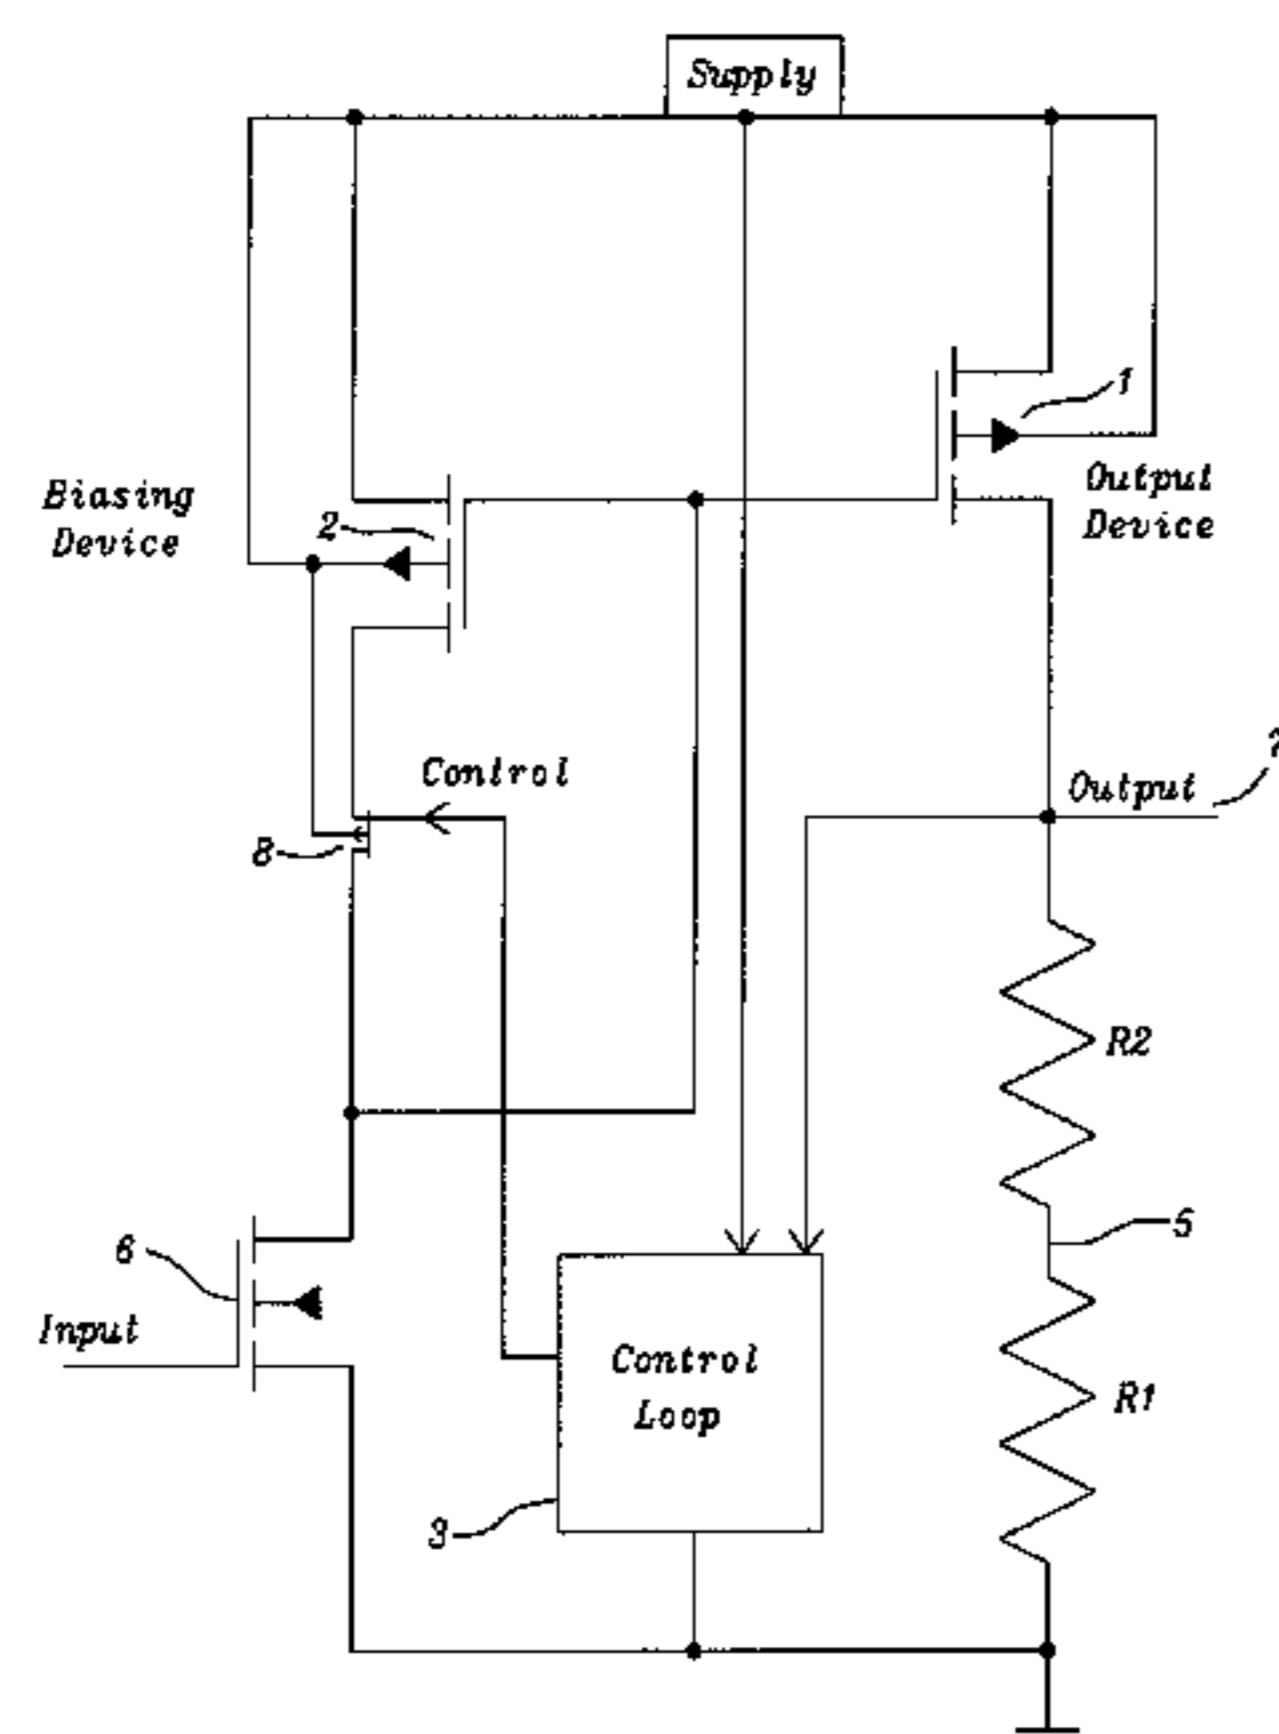 Supply
1
Biasing
Device
2
Output
Device
Control
Output
7
8
R2
6
5
Input
Control
Loop
R1
3